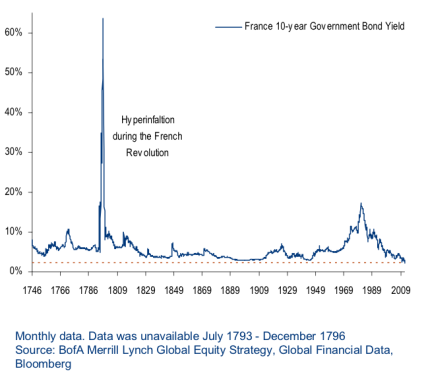 France 10-year Government Bond Yield
60%
50%
40%
30%
20%
10%
0%
Hyperinfaltion
during the French
Revolution
1746 1766 1786 1809 1829 1849 1869 1889 1909 1929 1949 1969 1989 2009
Monthly data. Data was unavailable July 1793 - December 1796
Source: BofA Merrill Lynch Global Equity Strategy, Global Financial Data,
Bloomberg